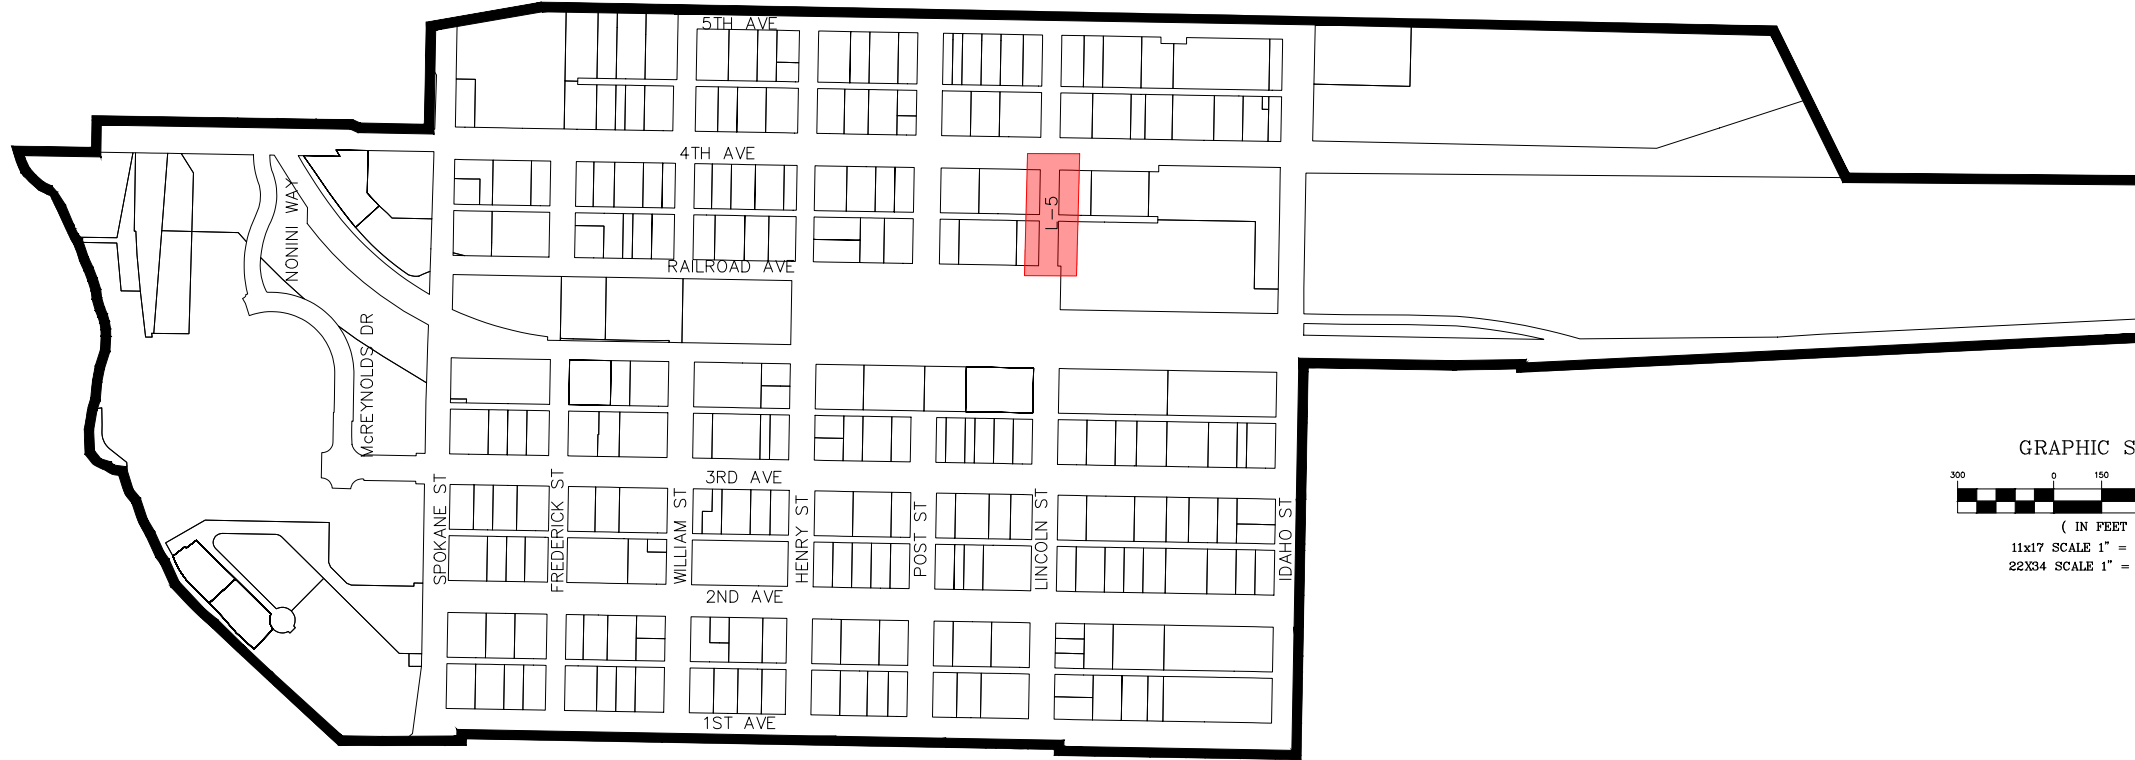 5TH AVE
4TH AVE
NONINI WAY
L-5
RAILROAD AVE
McREYNOLDS DR
GRAPHIC S
3RD AVE
300 0 150
SPOKANE ST
FREDERICK ST
WILLIAM ST
HENRY ST
POST ST
LINCOLN ST
IDAHO ST
( IN FEET
11x17 SCALE 1" =
22X34 SCALE 1" =
2ND AVE
1ST AVE